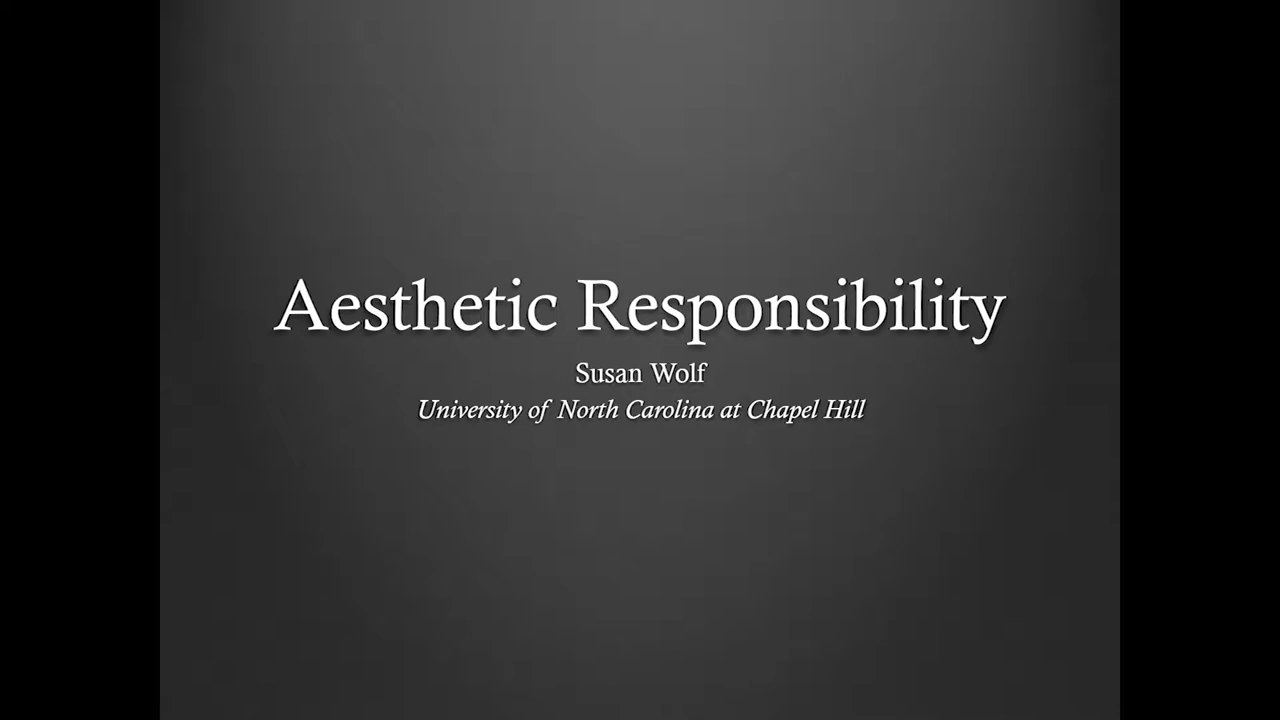 Aesthetic Responsibility
Susan Wolf
University of North Carolina at Chapel Hill